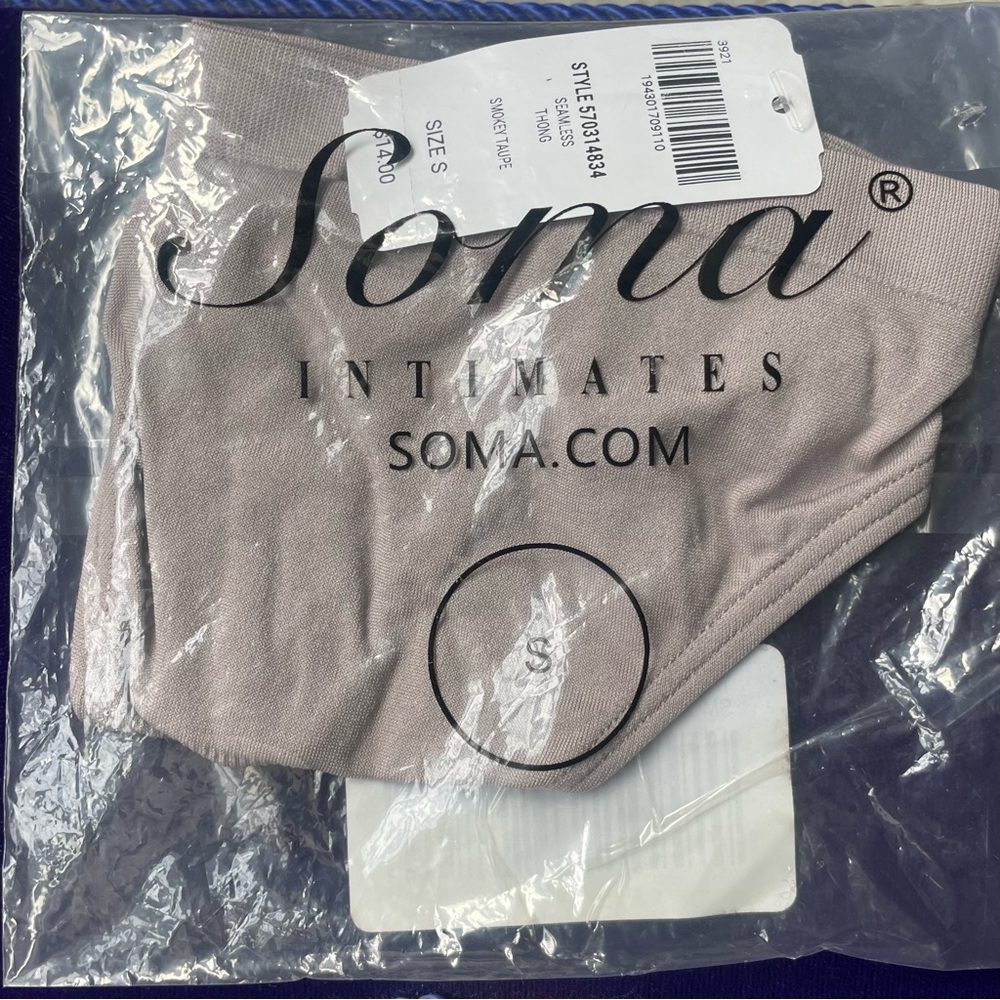 3921
194301709110
STYLE 570314834
SEAMLESS
THONG
SMOKEY TAUPE
SIZE S
$14.00
Soma®
INTIMATES
SOMA.COM
S